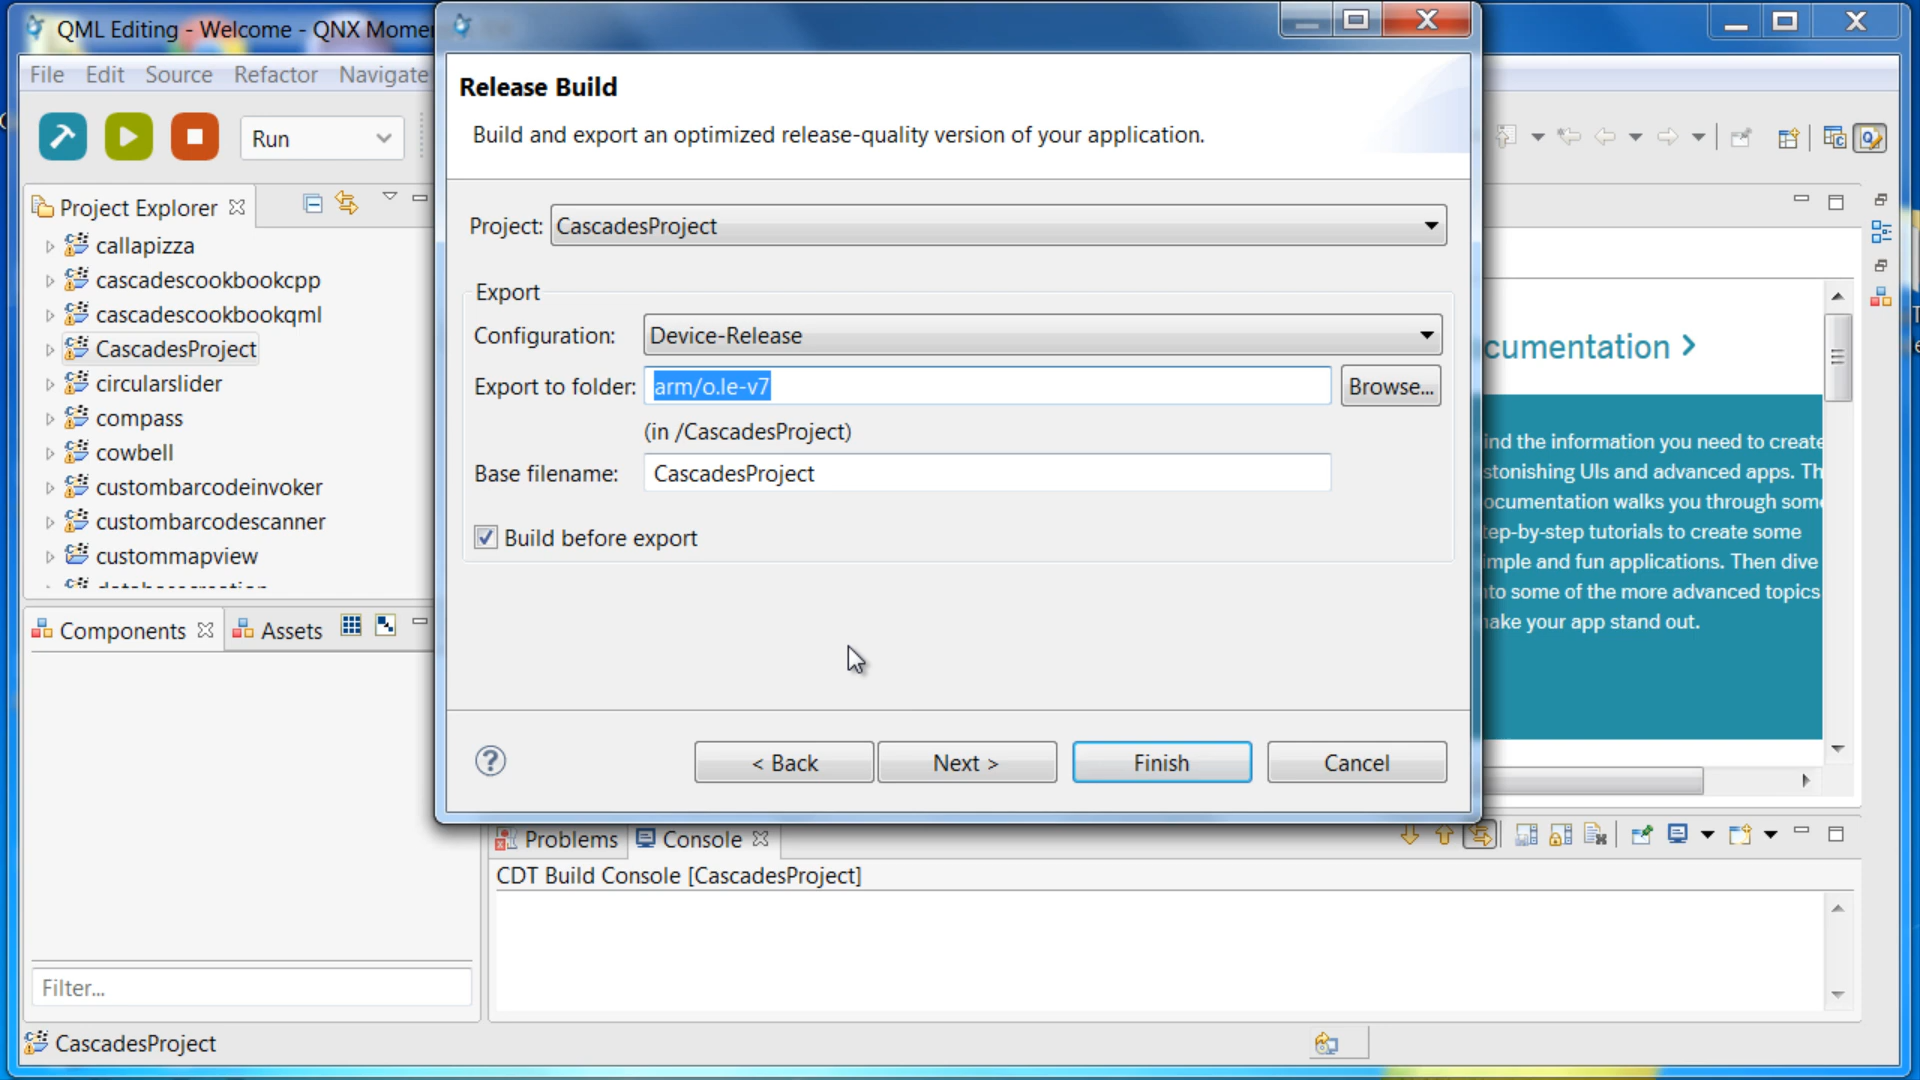 QML Editing - Welcome - QNX Momen
File Edit Source Refactor Navigate
Run
Project Explorer
callapizza
cascadescookbookcpp
cascadescookbookqml
CascadesProject
circularslider
compass
cowbell
custombarcodeinvoker
custombarcodescanner
custommapview
Components Assets
Filter...
CascadesProject
Release Build
Build and export an optimized release-quality version of your application.
Project: CascadesProject
Export
Configuration: Device-Release
Export to folder: arm/o.le-v7 Browse...
(in /CascadesProject)
Base filename: CascadesProject
Build before export
< Back Next > Finish Cancel
cumentation >
ind the information you need to create
stonishing UIs and advanced apps. Th
ocumentation walks you through som
tep-by-step tutorials to create some
imple and fun applications. Then dive
nto some of the more advanced topics
nake your app stand out.
Problems Console
CDT Build Console [CascadesProject]